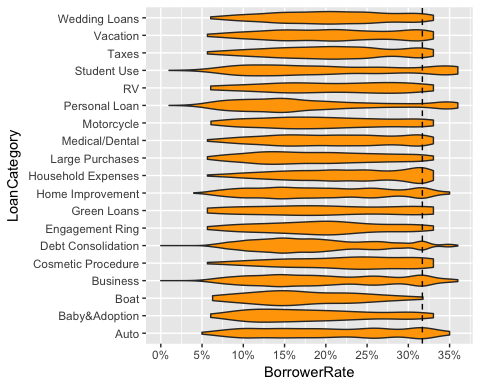 Wedding Loans
Vacation
Taxes
Student Use
RV
Personal Loan
Motorcycle
Medical/Dental
Large Purchases
Household Expenses
Home Improvement
Green Loans
Engagement Ring
Debt Consolidation
Cosmetic Procedure
Business
Boat
Baby&Adoption
Auto
LoanCategory
0% 5% 10% 15% 20% 25% 30% 35%
BorrowerRate